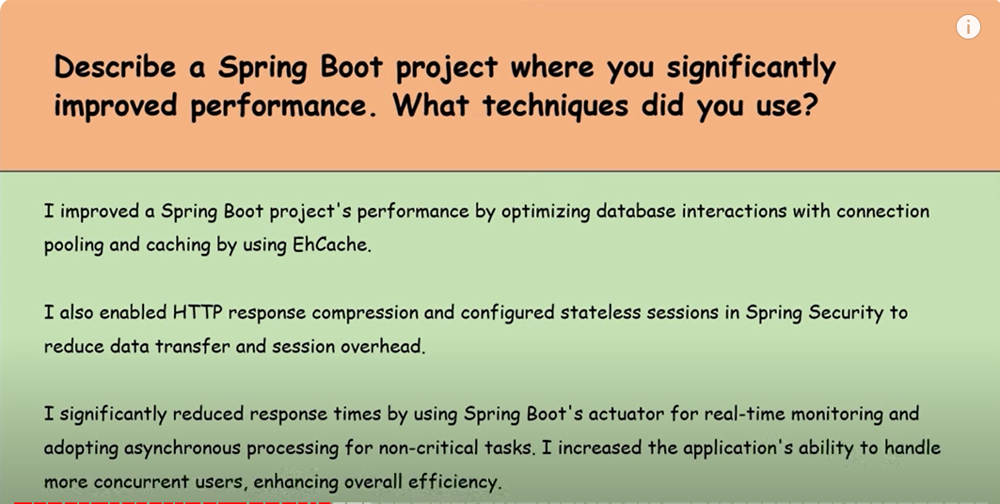 Describe a Spring Boot project where you significantly
improved performance. What techniques did you use?
I improved a Spring Boot project's performance by optimizing database interactions with connection
pooling and caching by using EhCache.
I also enabled HTTP response compression and configured stateless sessions in Spring Security to
reduce data transfer and session overhead.
I significantly reduced response times by using Spring Boot's actuator for real-time monitoring and
adopting asynchronous processing for non-critical tasks. I increased the application's ability to handle
more concurrent users, enhancing overall efficiency.